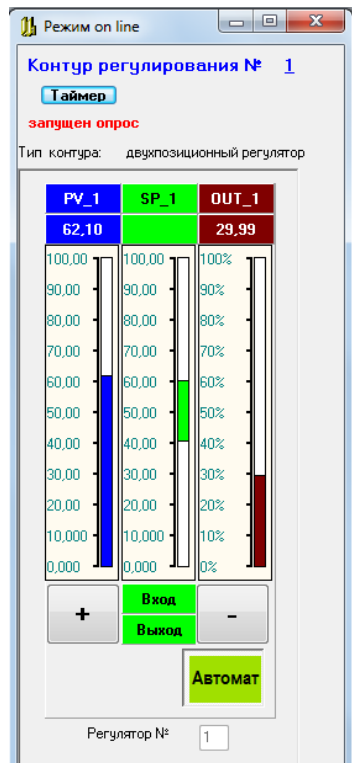 Режим on line
Контур регулирования № 1
Таймер
запущен опрос
Тип контура: двухпозиционный регулятор
PV_1 SP_1 OUT_1
62,10 29,99
100,00 100,00 100%
90,00 90,00 90%
80,00 80,00 80%
70,00 70,00 70%
60,00 60,00 60%
50,00 50,00 50%
40,00 40,00 40%
30,00 30,00 30%
20,00 20,00 20%
10,000 10,000 10%
0,000 0,000 0%
+ Вход -
Выход
Автомат
Регулятор № 1